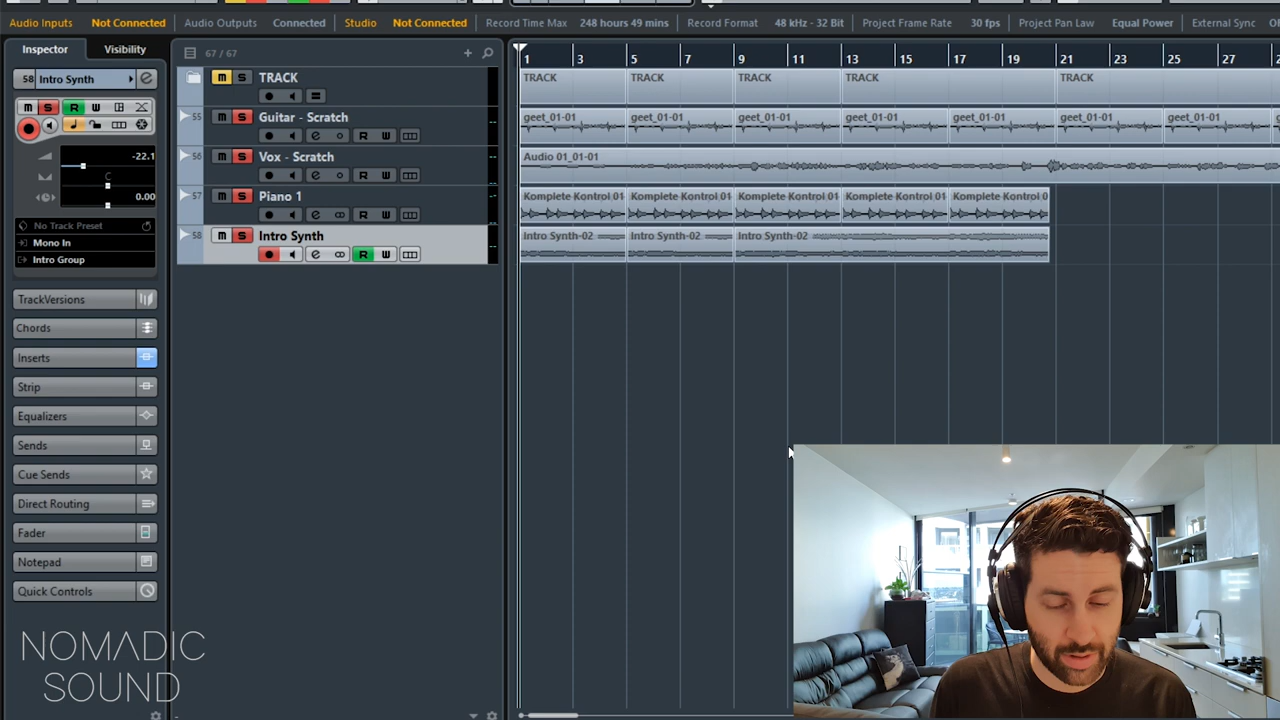 Audio Inputs Not Connected Audio Outputs Connected Studio Not Connected Record Time Max 248 hours 49 mins Record Format 48 kHz - 32 Bit Project Frame Rate 30 fps Project Pan Law Equal Power External Sync
Inspector Visibility 67 / 67 1 3 5 7 9 11 13 15 17 19 21 23 25 27
58 Intro Synth e m S TRACK TRACK TRACK TRACK TRACK TRACK
m S R W
55 m S Guitar - Scratch geet_01-01 geet_01-01 geet_01-01 geet_01-01 geet_01-01 geet_01-01 geet_01-01
e R W
-22.1 56 m S Vox - Scratch Audio 01_01-01
C e R W
0.00 57 m S Piano 1 Komplete Kontrol 01 Komplete Kontrol 01 Komplete Kontrol 01 Komplete Kontrol 01 Komplete Kontrol 0
No Track Preset e R W
Mono In 58 m S Intro Synth Intro Synth-02 Intro Synth-02 Intro Synth-02
Intro Group e R W
TrackVersions
Chords
Inserts
Strip
Equalizers
Sends
Cue Sends
Direct Routing
Fader
Notepad
Quick Controls
NOMADIC
SOUND